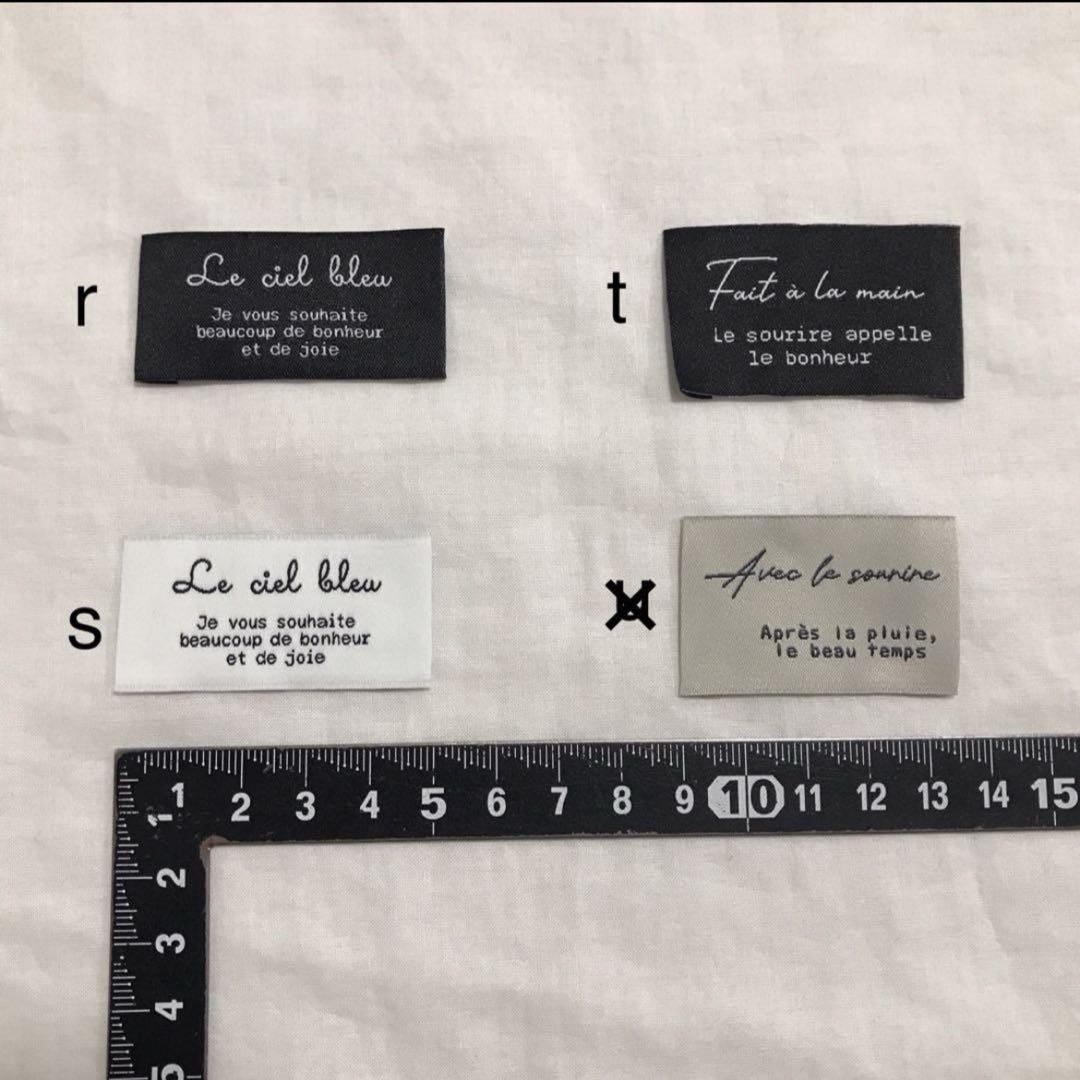 r
Le ciel bleu
Je vous souhaite
beaucoup de bonheur
et de joie
t
Fait à la main
Le sourire appelle
le bonheur
s
Le ciel bleu
Je vous souhaite
beaucoup de bonheur
et de joie
u
Avec le sourire
Après la pluie,
le beau temps
1 2 3 4 5 6 7 8 9 10 11 12 13 14 15
1
2
3
4
5